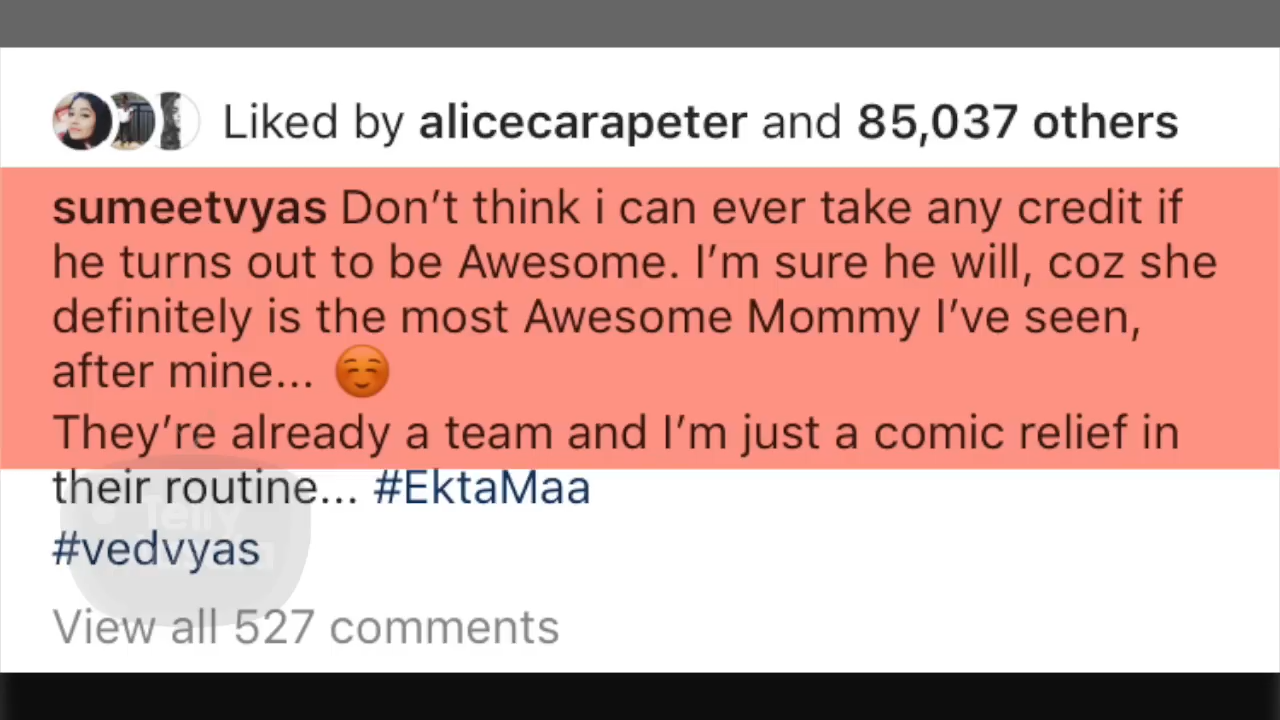 Liked by alicecarapeter and 85,037 others
sumeetvyas Don’t think i can ever take any credit if
he turns out to be Awesome. I’m sure he will, coz she
definitely is the most Awesome Mommy I’ve seen,
after mine... ☺️
They’re already a team and I’m just a comic relief in
their routine... #EktaMaa
Telly
#vedvyas
View all 527 comments